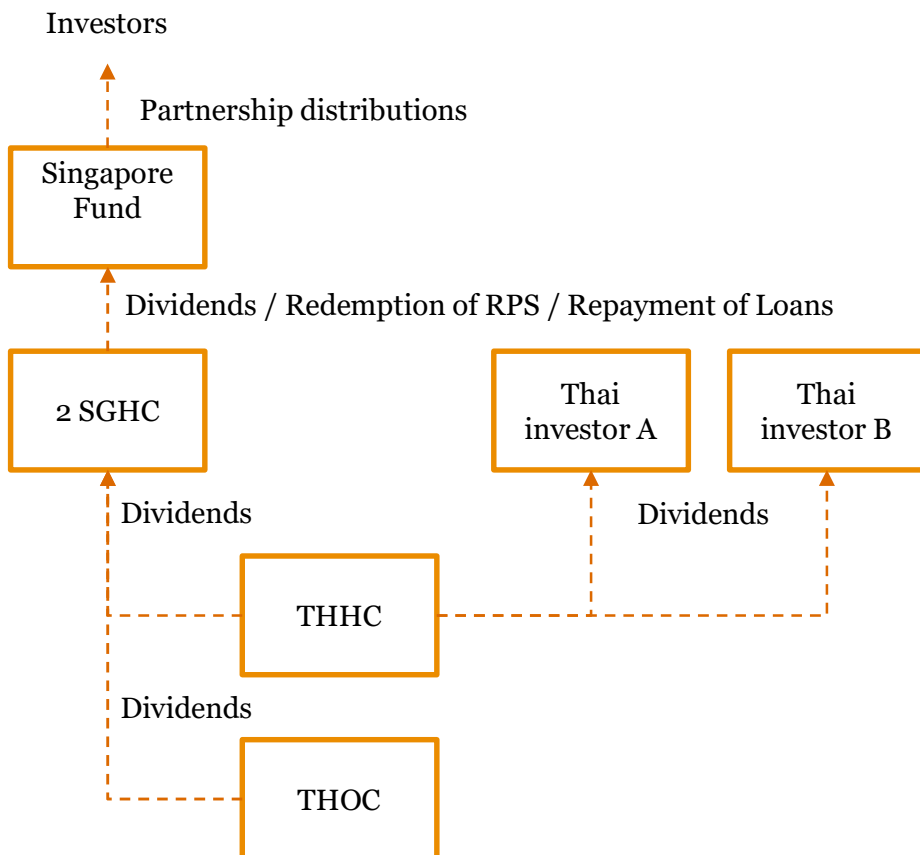 Investors
Partnership distributions
Singapore
Fund
Dividends / Redemption of RPS / Repayment of Loans
2 SGHC
Thai
investor A
Thai
investor B
Dividends
Dividends
THHC
Dividends
THOC